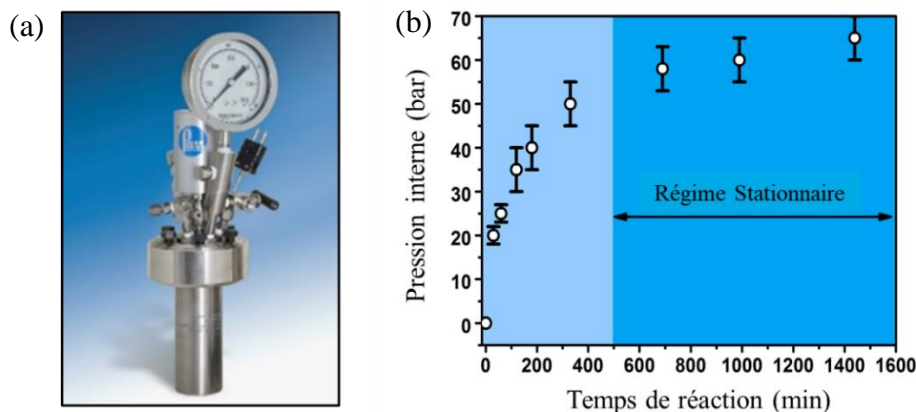 (a)
(b)
Pression interne (bar)
70
60
50
40
30
20
10
0
Régime Stationnaire
0 200 400 600 800 1000 1200 1400 1600
Temps de réaction (min)